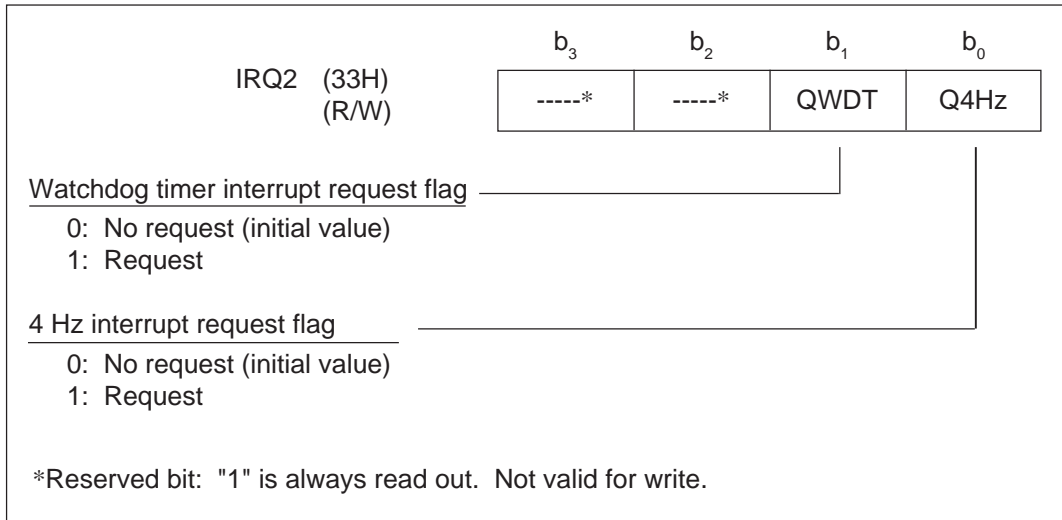 b3 b2 b1 b0
IRQ2 (33H)
(R/W)
-----* -----* QWDT Q4Hz
Watchdog timer interrupt request flag
0: No request (initial value)
1: Request
4 Hz interrupt request flag
0: No request (initial value)
1: Request
*Reserved bit: "1" is always read out. Not valid for write.